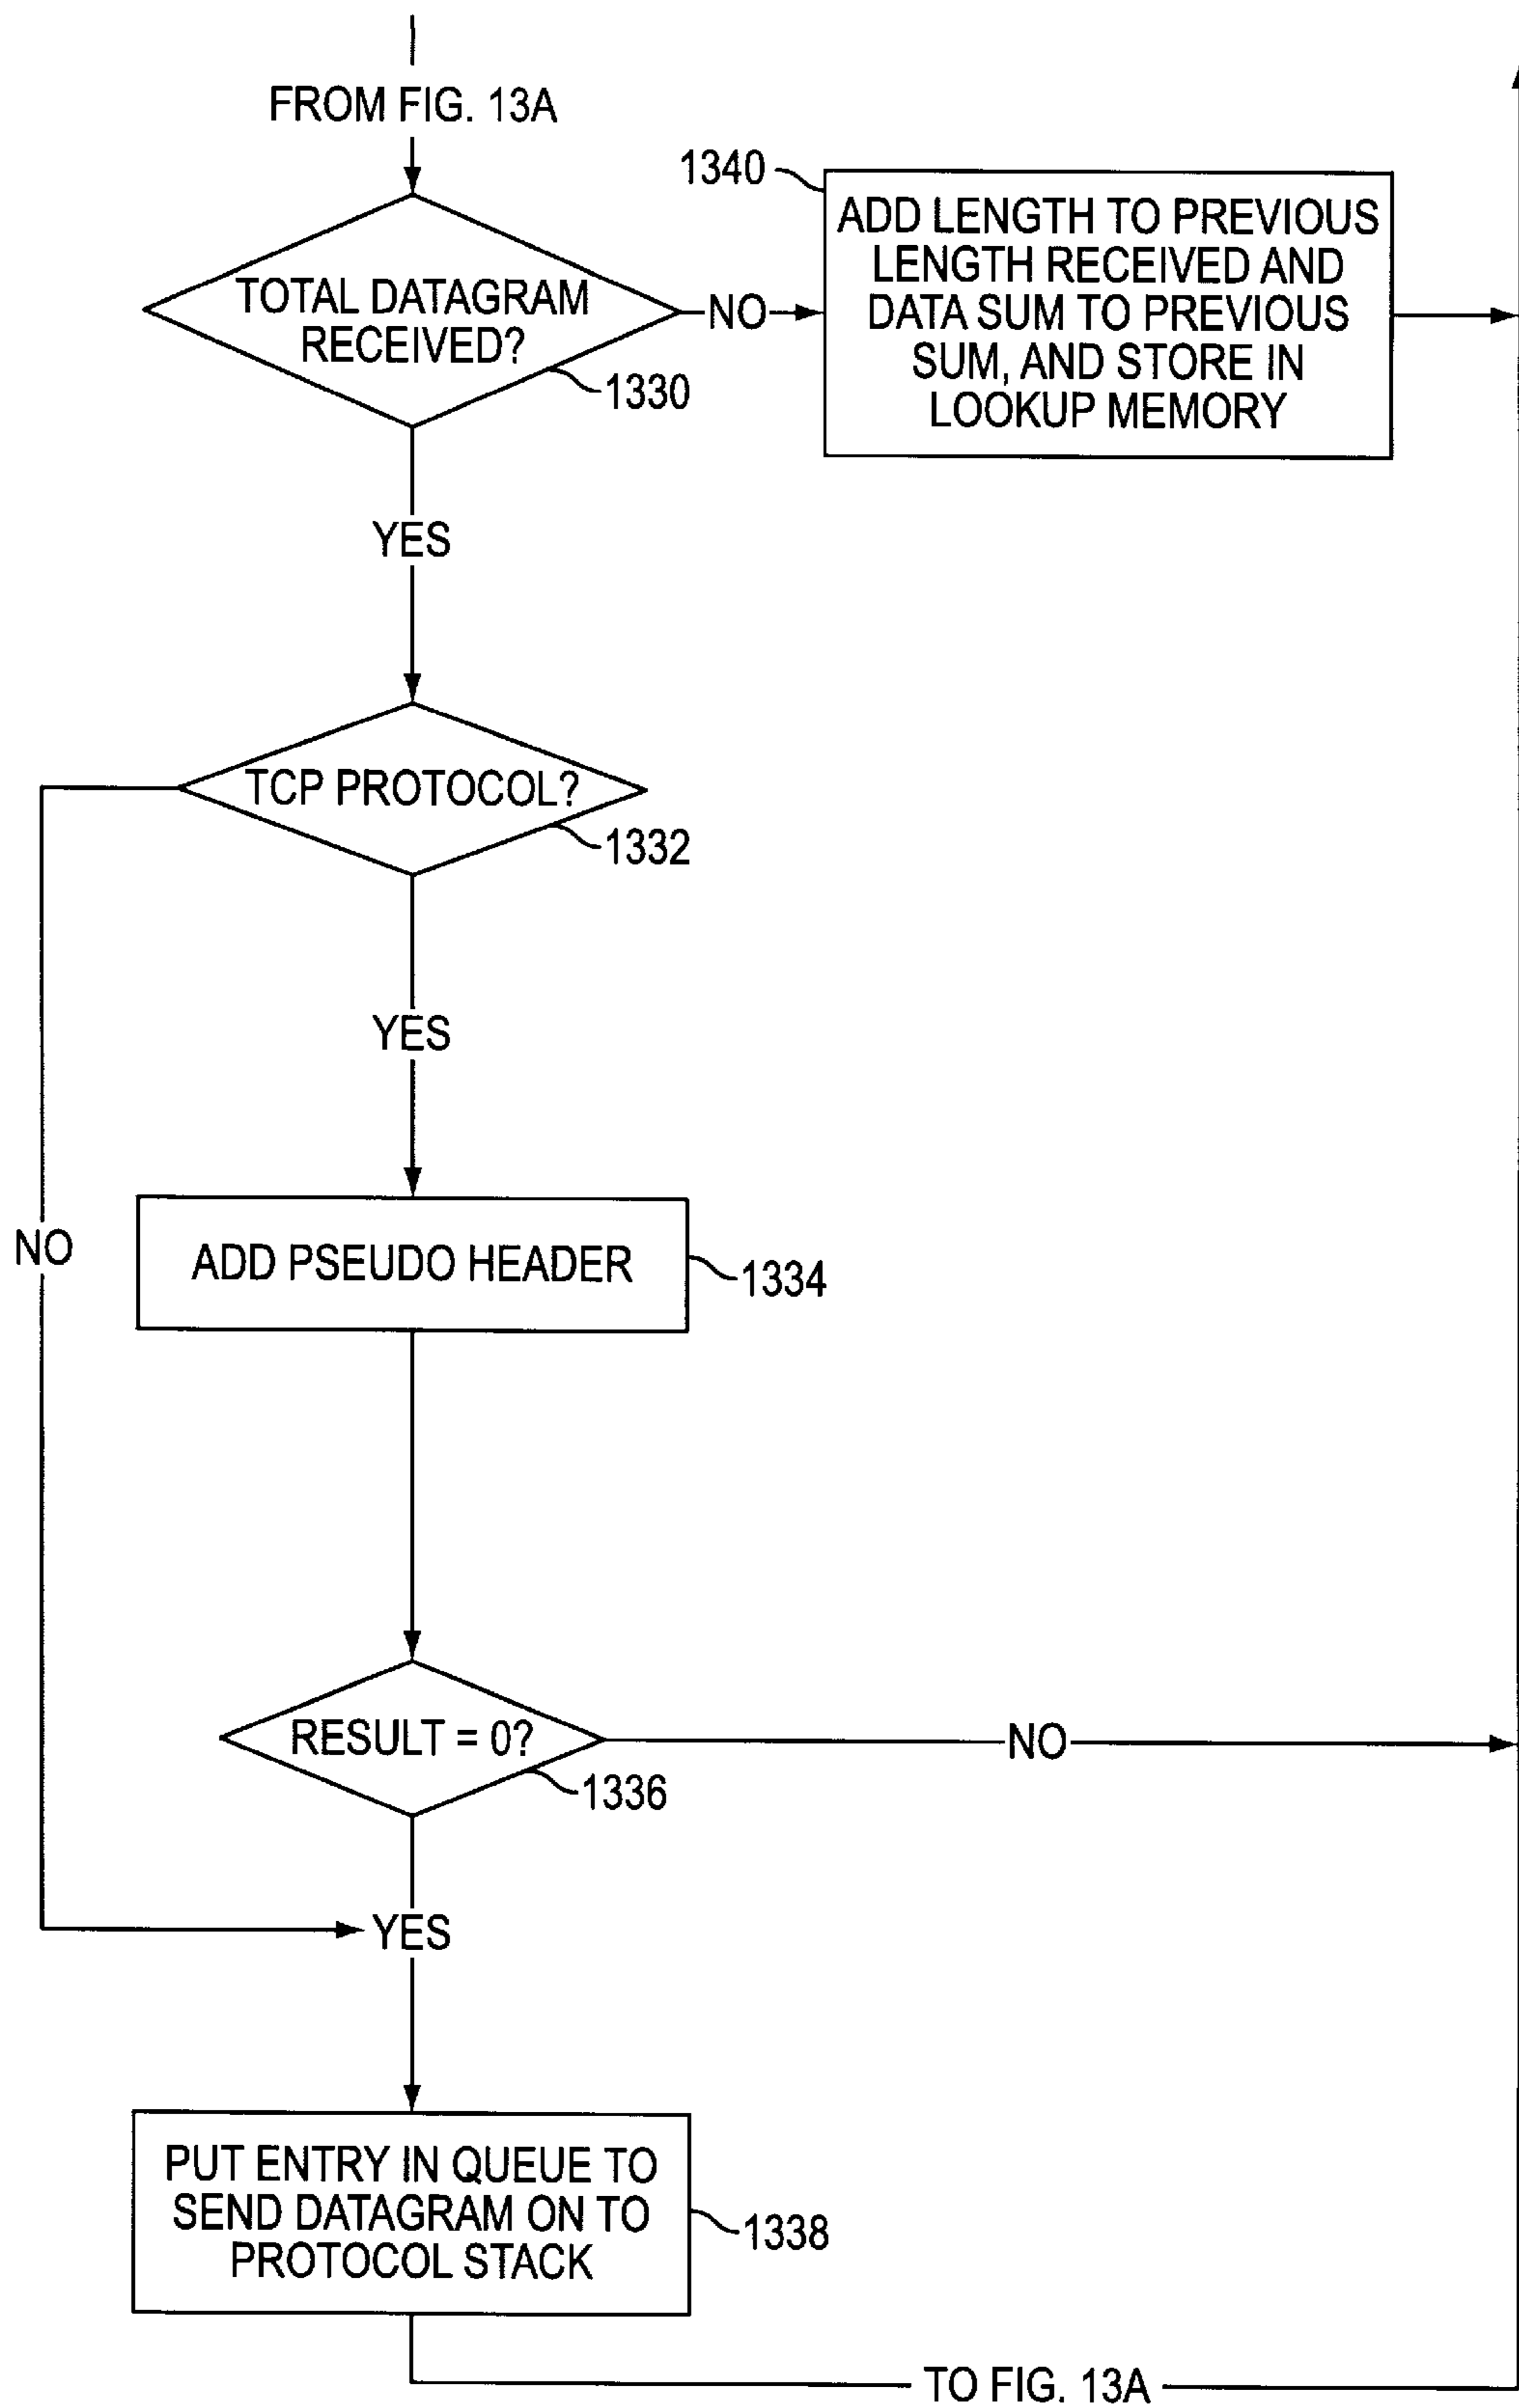 FROM FIG. 13A
1340
ADD LENGTH TO PREVIOUS
LENGTH RECEIVED AND
DATA SUM TO PREVIOUS
SUM, AND STORE IN
LOOKUP MEMORY
TOTAL DATAGRAM
RECEIVED?
NO
1330
YES
TCP PROTOCOL?
1332
YES
NO
ADD PSEUDO HEADER
1334
RESULT = 0?
NO
1336
YES
PUT ENTRY IN QUEUE TO
SEND DATAGRAM ON TO
PROTOCOL STACK
1338
TO FIG. 13A